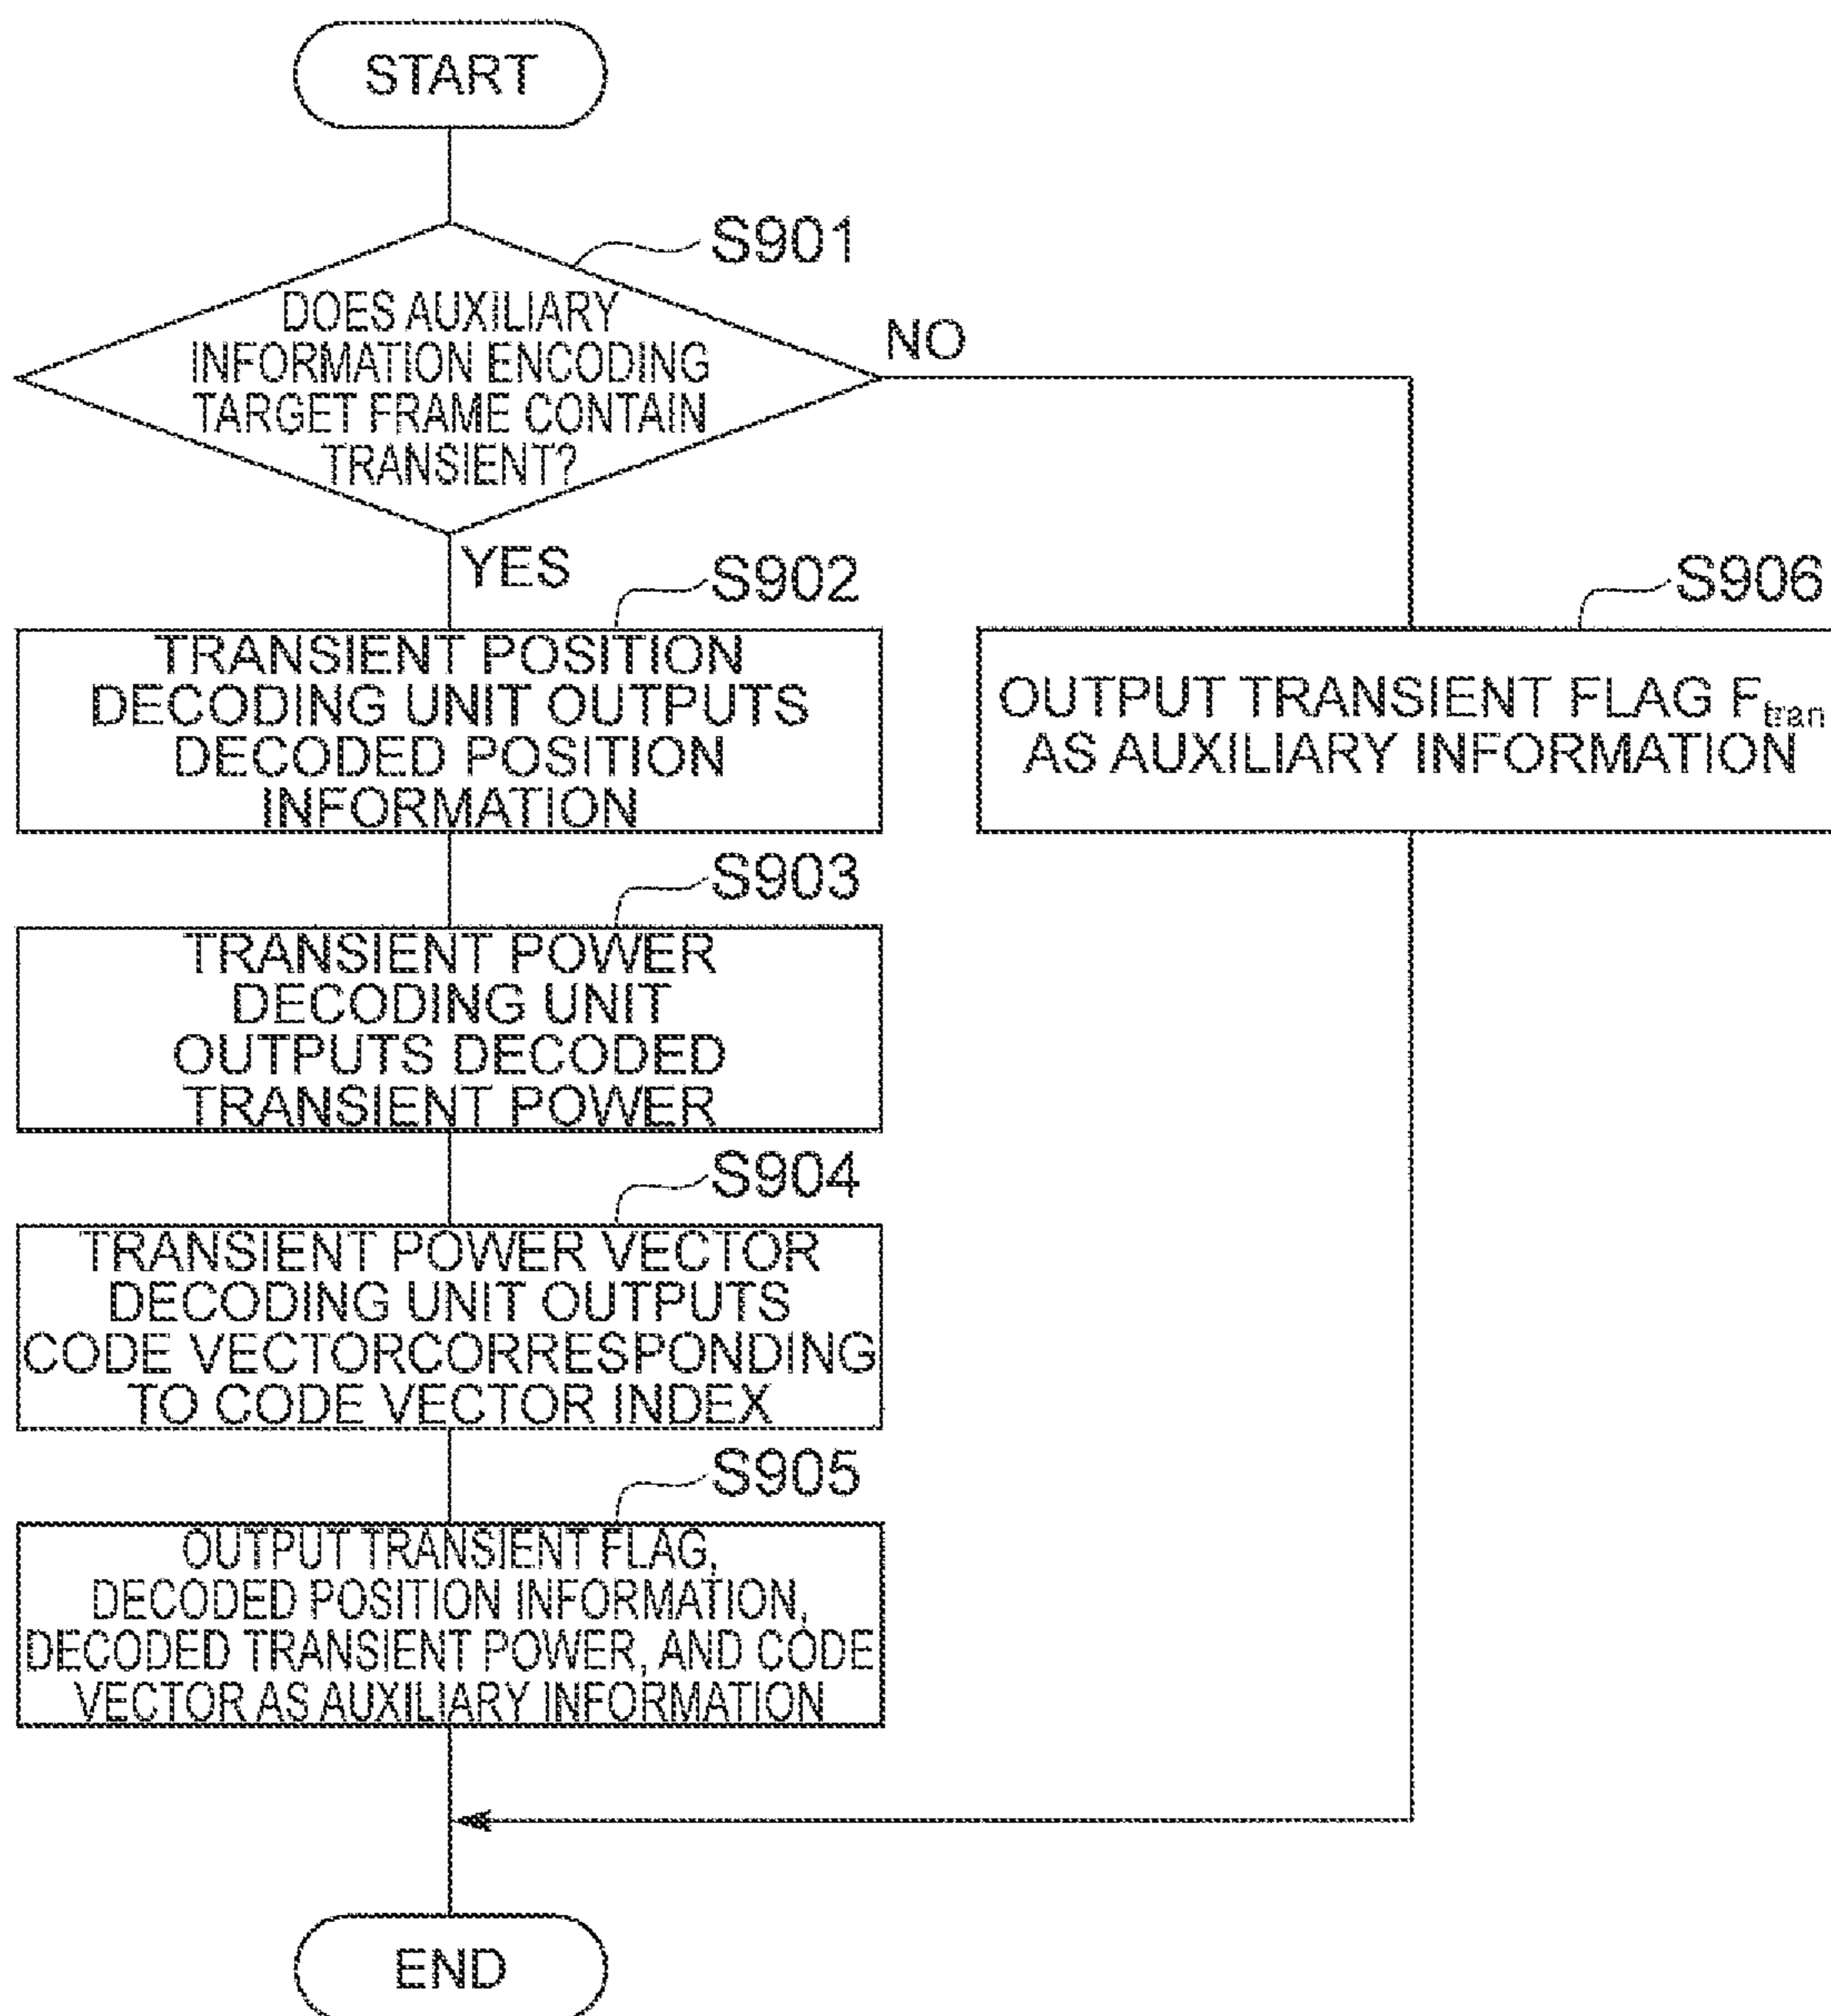 START
S901
DOES AUXILIARY
INFORMATION ENCODING
TARGET FRAME CONTAIN
TRANSIENT?
NO
YES
S902
TRANSIENT POSITION
DECODING UNIT OUTPUTS
DECODED POSITION
INFORMATION
S906
OUTPUT TRANSIENT FLAG Ftran
AS AUXILIARY INFORMATION
S903
TRANSIENT POWER
DECODING UNIT
OUTPUTS DECODED
TRANSIENT POWER
S904
TRANSIENT POWER VECTOR
DECODING UNIT OUTPUTS
CODE VECTORCORRESPONDING
TO CODE VECTOR INDEX
S905
OUTPUT TRANSIENT FLAG,
DECODED POSITION INFORMATION,
DECODED TRANSIENT POWER, AND CODE
VECTOR AS AUXILIARY INFORMATION
END